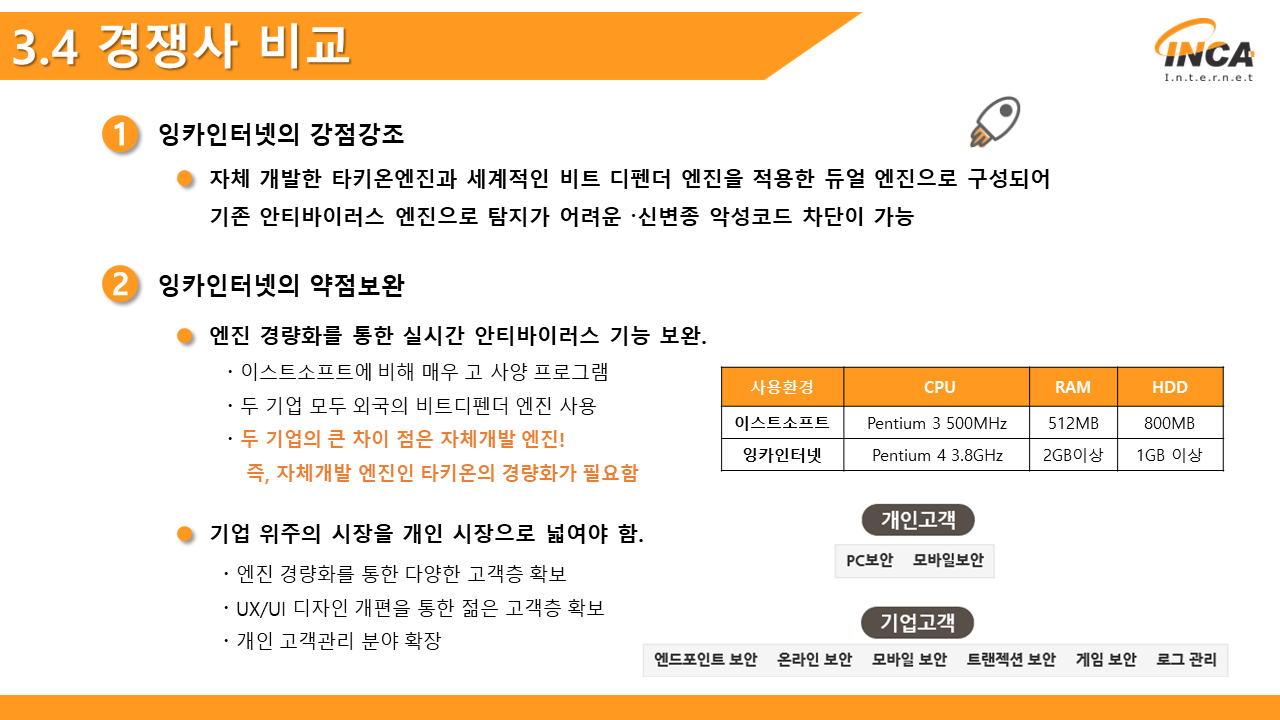 3.4 경쟁사 비교
INCA
I.n.t.e.r.n.e.t
1 잉카인터넷의 강점강조
자체 개발한 타키온엔진과 세계적인 비트 디펜더 엔진을 적용한 듀얼 엔진으로 구성되어
기존 안티바이러스 엔진으로 탐지가 어려운 ·신변종 악성코드 차단이 가능
2 잉카인터넷의 약점보완
엔진 경량화를 통한 실시간 안티바이러스 기능 보완.
· 이스트소프트에 비해 매우 고 사양 프로그램
· 두 기업 모두 외국의 비트디펜더 엔진 사용
· 두 기업의 큰 차이 점은 자체개발 엔진!
즉, 자체개발 엔진인 타키온의 경량화가 필요함
사용환경 CPU RAM HDD
이스트소프트 Pentium 3 500MHz 512MB 800MB
잉카인터넷 Pentium 4 3.8GHz 2GB이상 1GB 이상
기업 위주의 시장을 개인 시장으로 넓여야 함.
· 엔진 경량화를 통한 다양한 고객층 확보
· UX/UI 디자인 개편을 통한 젊은 고객층 확보
· 개인 고객관리 분야 확장
개인고객
PC보안 모바일보안
기업고객
엔드포인트 보안 온라인 보안 모바일 보안 트랜젝션 보안 게임 보안 로그 관리